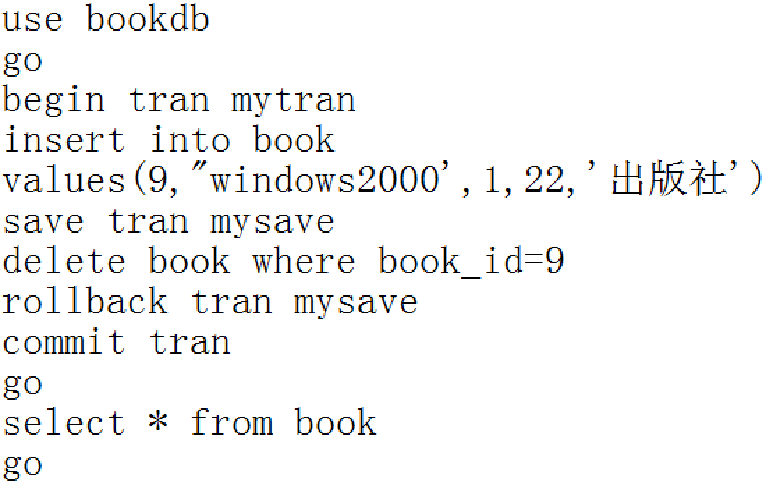 use bookdb
go
begin tran mytran
insert into book
values(9,"windows2000',1,22,'出版社')
save tran mysave
delete book where book_id=9
rollback tran mysave
commit tran
go
select * from book
go